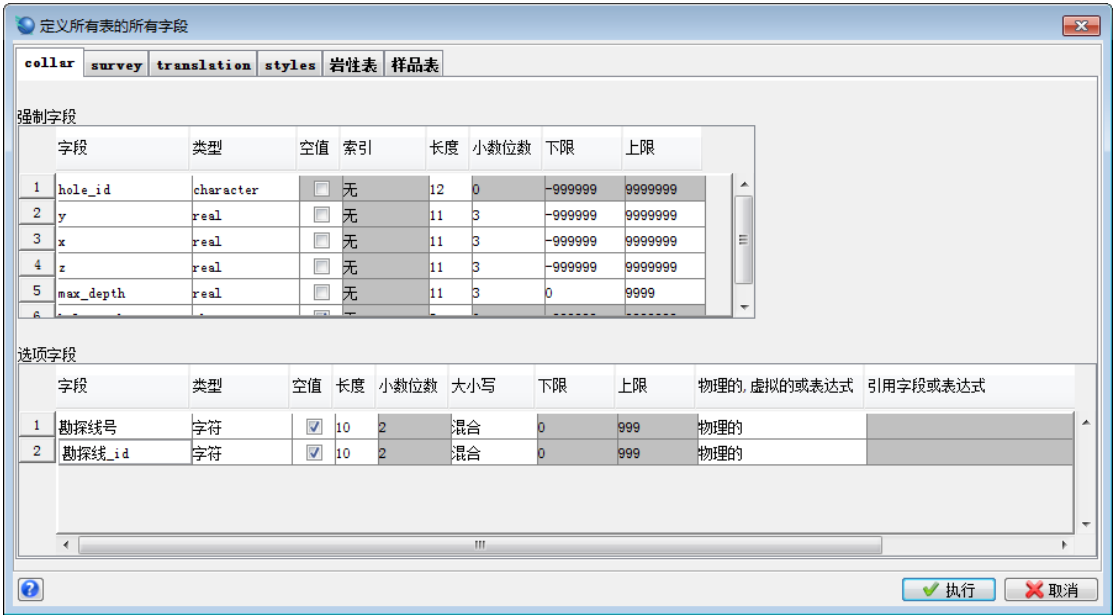 定义所有表的所有字段
collar survey translation styles 岩性表 样品表
强制字段
字段 类型 空值 索引 长度 小数位数 下限 上限
1 hole_id character 无 12 0 -999999 9999999
2 y real 无 11 3 -999999 9999999
3 x real 无 11 3 -999999 9999999
4 z real 无 11 3 -999999 9999999
5 max_depth real 无 11 3 0 9999
6
选项字段
字段 类型 空值 长度 小数位数 大小写 下限 上限 物理的,虚拟的或表达式 引用字段或表达式
1 勘探线号 字符 10 2 混合 0 999 物理的
2 勘探线_id 字符 10 2 混合 0 999 物理的
执行 取消